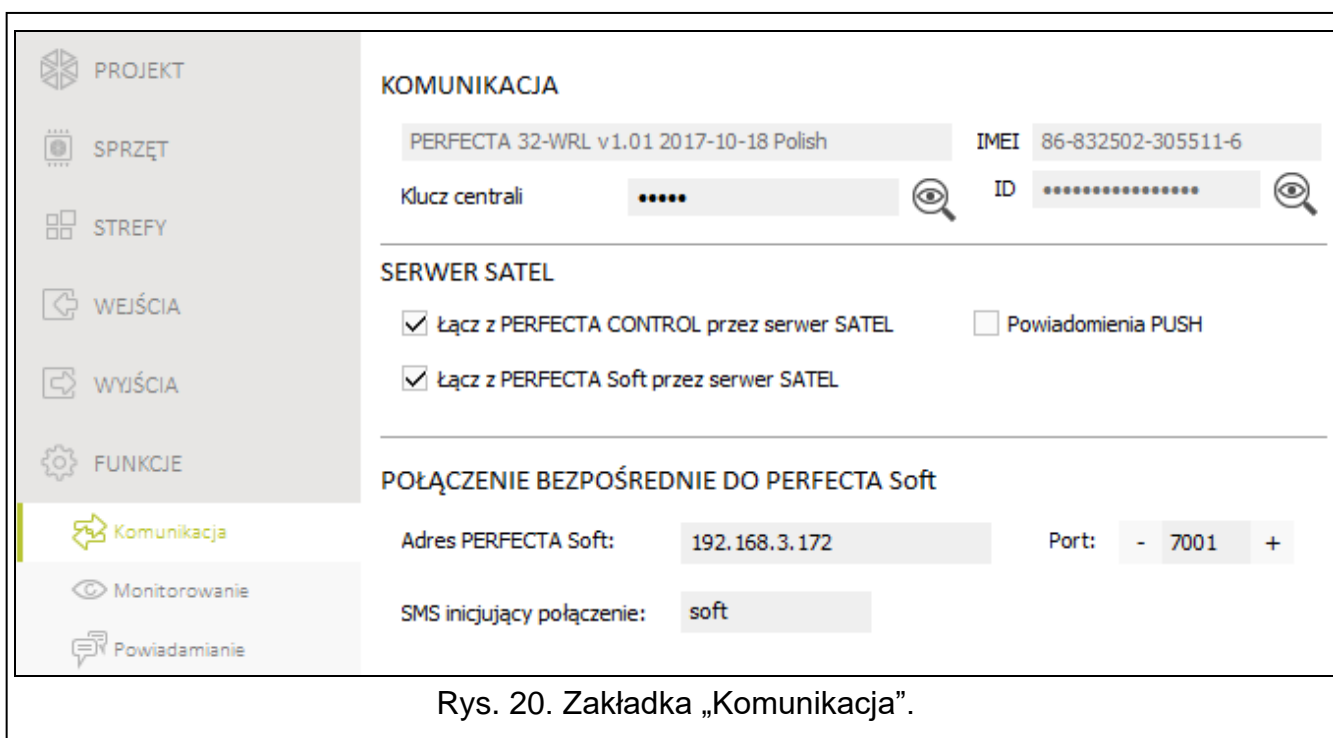 PROJEKT
SPRZĘT
STREFY
WEJŚCIA
WYJŚCIA
FUNKCJE
Komunikacja
Monitorowanie
Powiadamianie
KOMUNIKACJA
PERFECTA 32-WRL v1.01 2017-10-18 Polish IMEI 86-832502-305511-6
Klucz centrali ••••• ID ••••••••••••••••
SERWER SATEL
Łącz z PERFECTA CONTROL przez serwer SATEL Powiadomienia PUSH
Łącz z PERFECTA Soft przez serwer SATEL
POŁĄCZENIE BEZPOŚREDNIE DO PERFECTA Soft
Adres PERFECTA Soft: 192.168.3.172 Port: - 7001 +
SMS inicjujący połączenie: soft
Rys. 20. Zakładka „Komunikacja”.